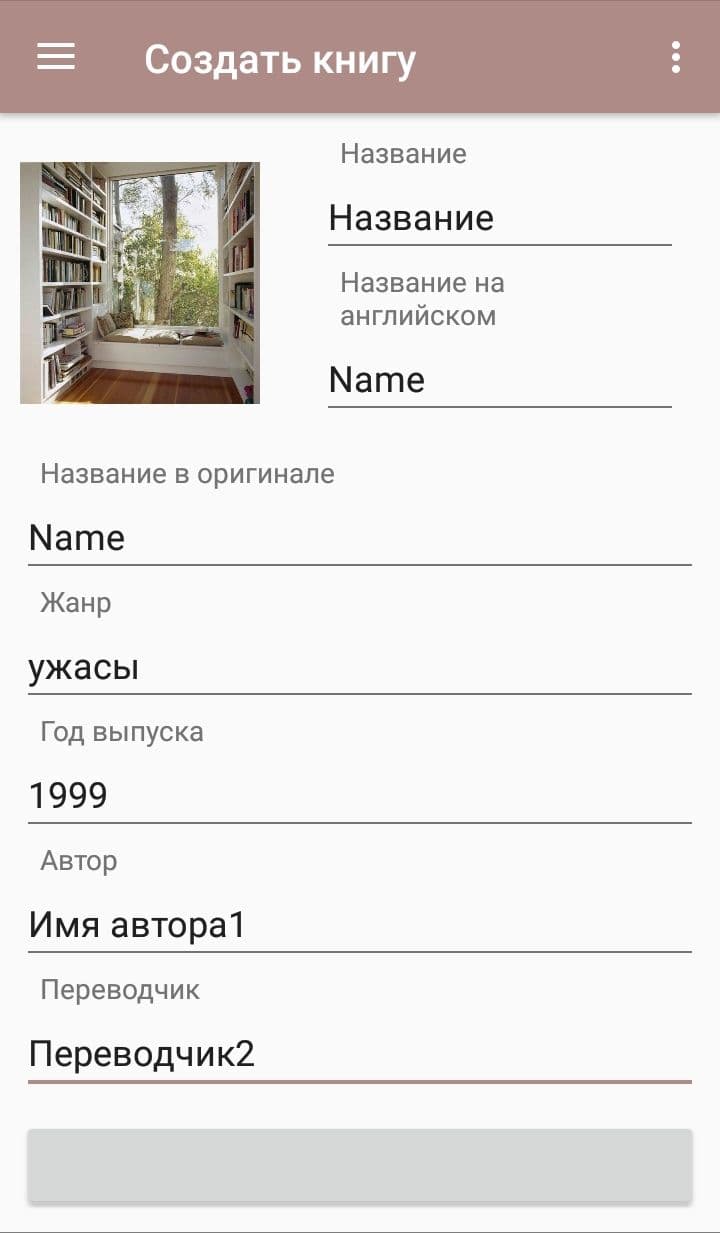 Создать книгу
Название
Название
Название на
английском
Name
Название в оригинале
Name
Жанр
ужасы
Год выпуска
1999
Автор
Имя автора1
Переводчик
Переводчик2